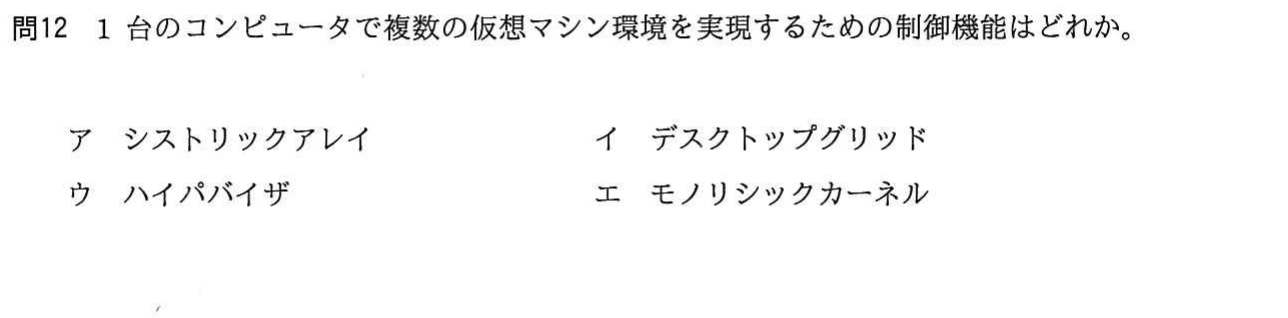 問12 1 台のコンピュータで複数の仮想マシン環境を実現するための制御機能はどれか。
ア シストリックアレイ イ デスクトップグリッド
ウ ハイパバイザ エ モノリシックカーネル